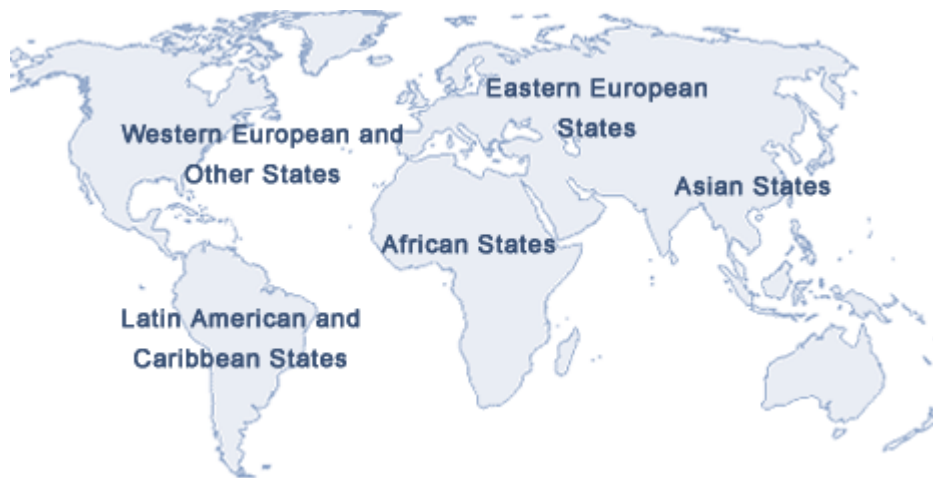 Eastern European
States
Western European and
Other States
Asian States
African States
Latin American and
Caribbean States